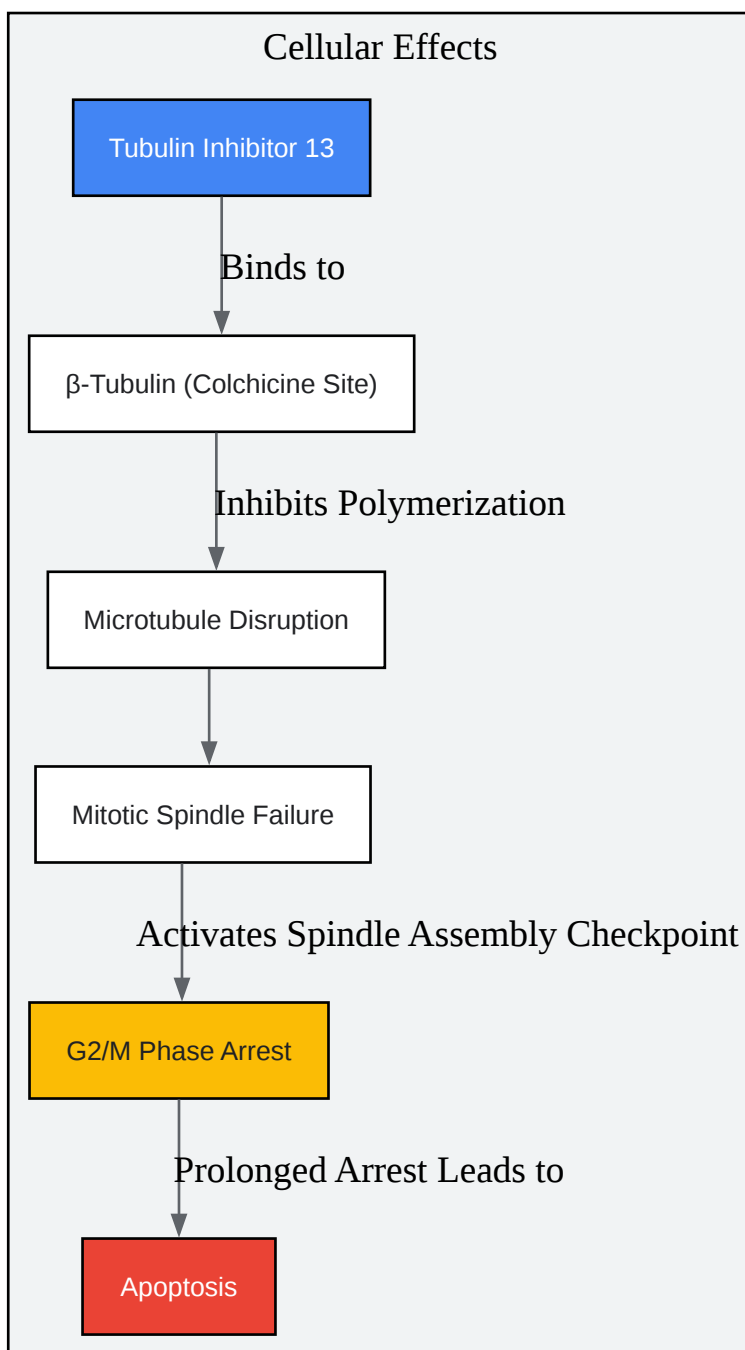 Cellular Effects
Tubulin Inhibitor 13
Binds to
β-Tubulin (Colchicine Site)
Inhibits Polymerization
Microtubule Disruption
Mitotic Spindle Failure
Activates Spindle Assembly Checkpoint
G2/M Phase Arrest
Prolonged Arrest Leads to
Apoptosis